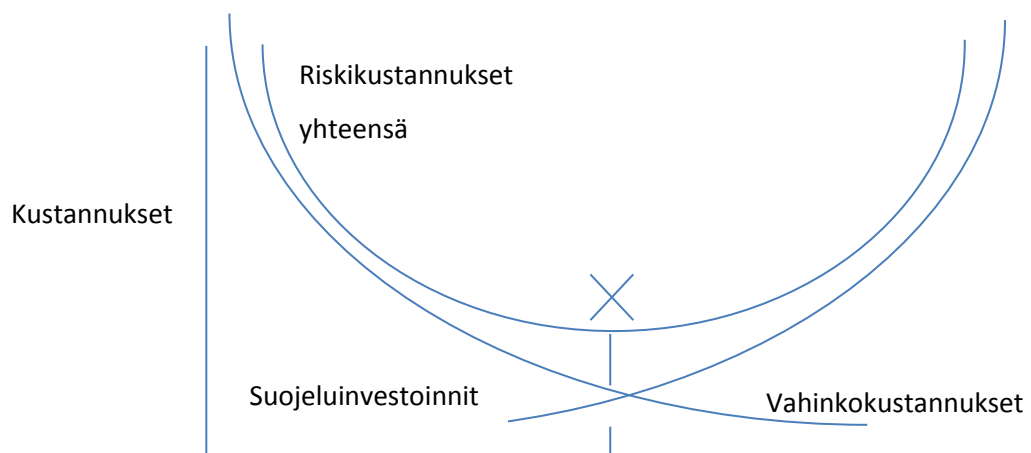 Riskikustannukset
yhteensä
Kustannukset
Suojeluinvestoinnit
Vahinkokustannukset